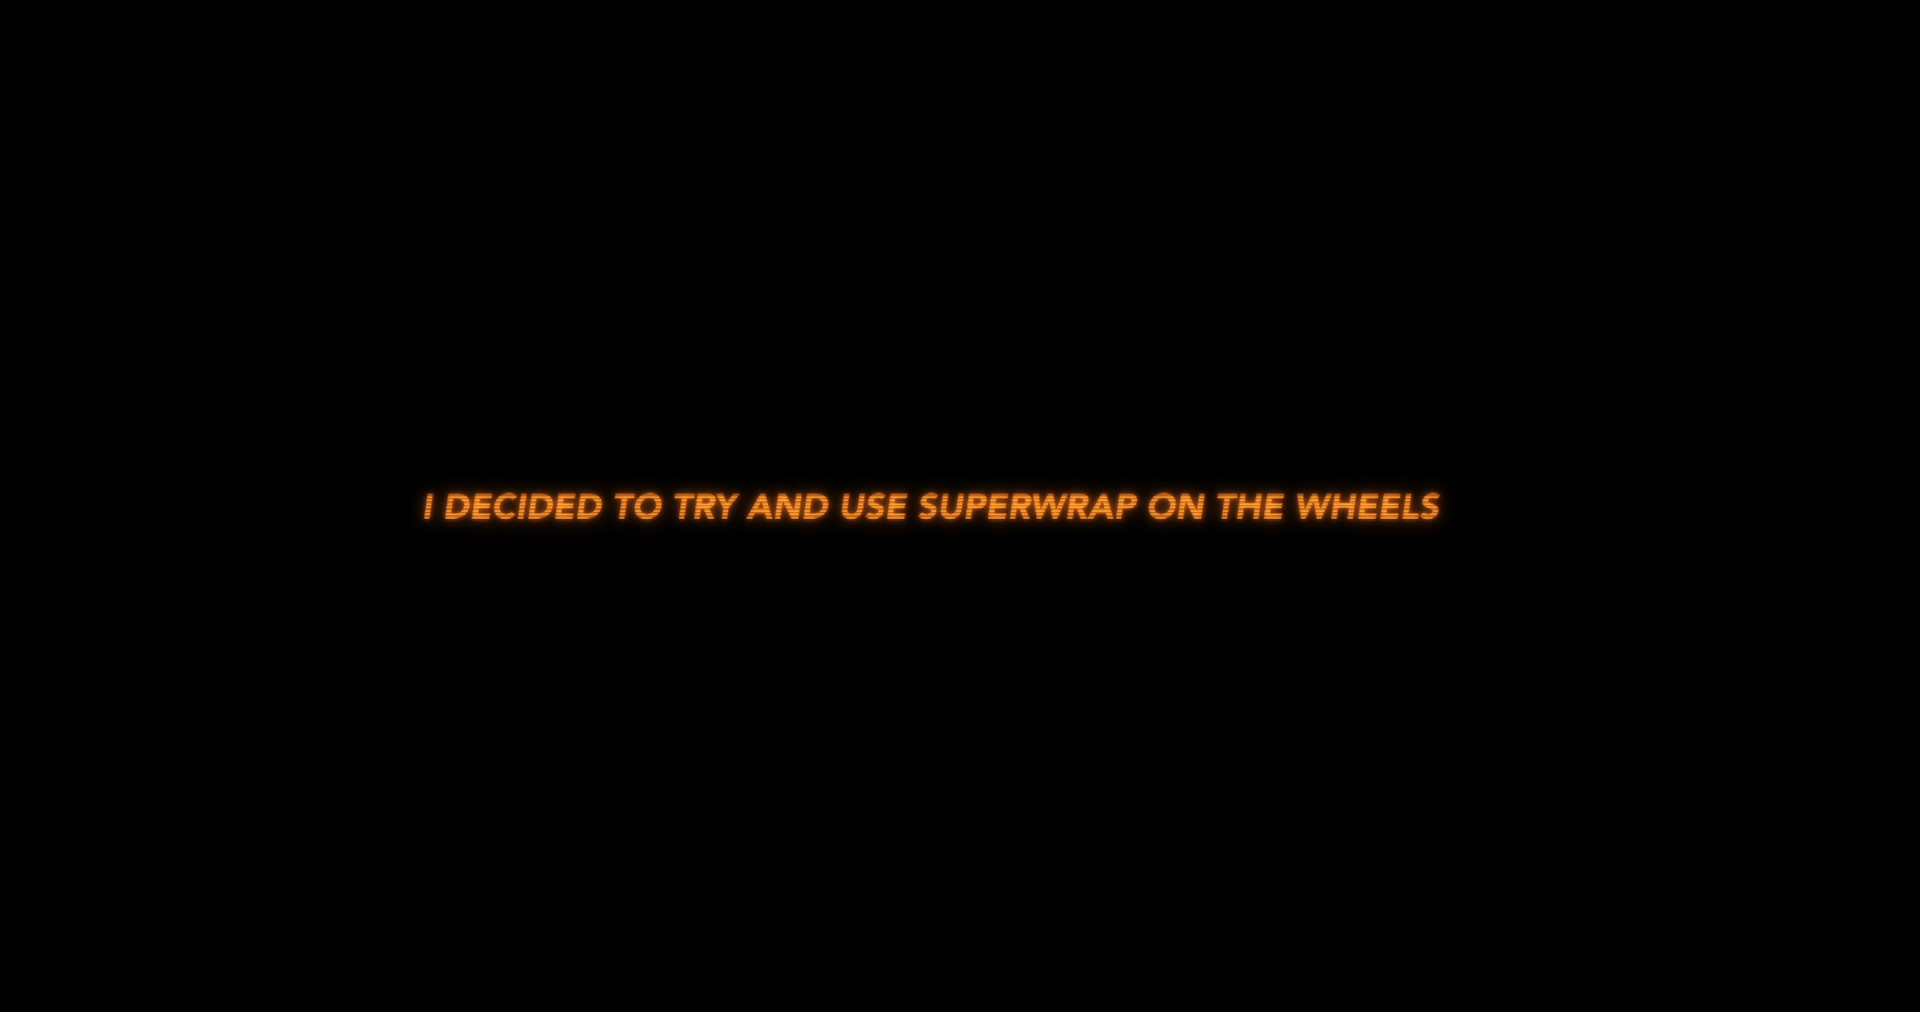 I DECIDED TO TRY AND USE SUPERWRAP ON THE WHEELS